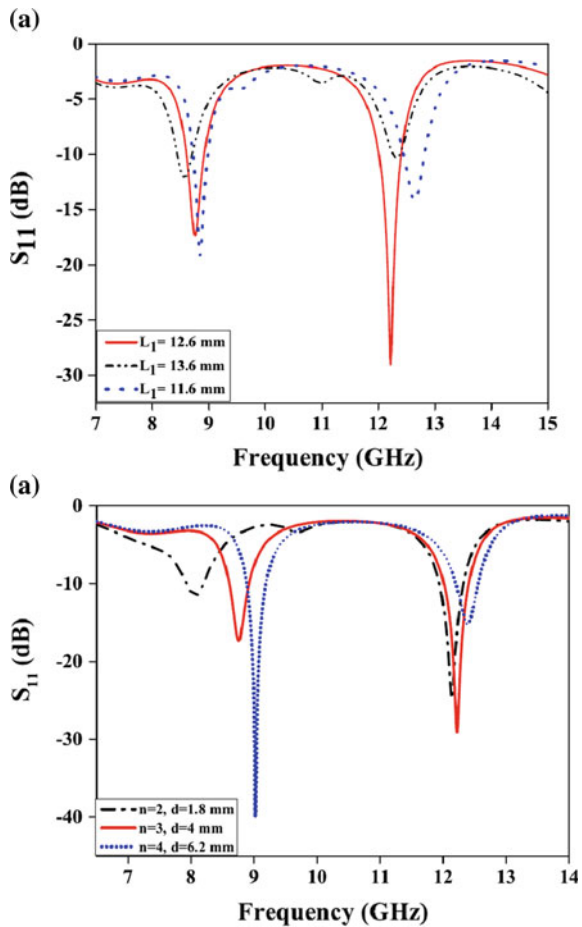 (a)
0
-5
-10
-15
-20
-25
-30
S11 (dB)
L1= 12.6 mm
L1= 13.6 mm
L1= 11.6 mm
7 8 9 10 11 12 13 14 15
Frequency (GHz)
(a)
0
-10
-20
-30
-40
S11 (dB)
n=2, d=1.8 mm
n=3, d=4 mm
n=4, d=6.2 mm
7 8 9 10 11 12 13 14
Frequency (GHz)